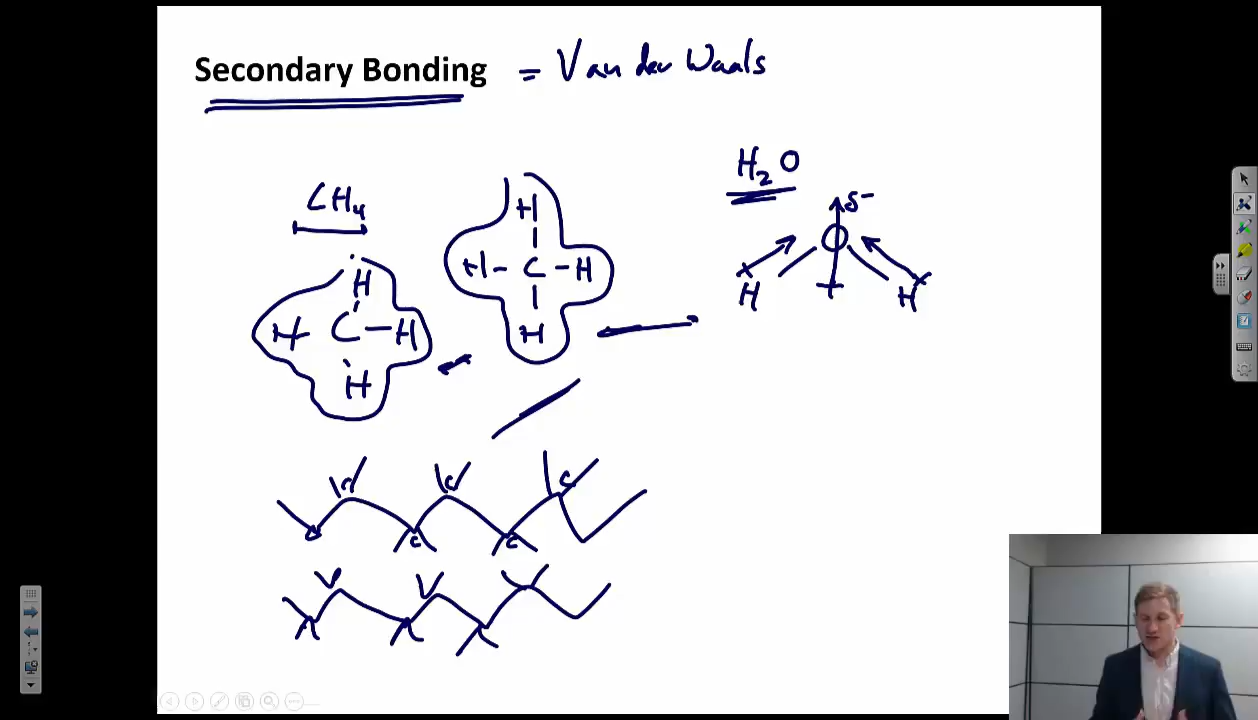 Secondary Bonding = Van der Waals
H₂O
CH₄
δ-
H
H - C - H
H
O
H H
H
H C - H
H
C C C
C C